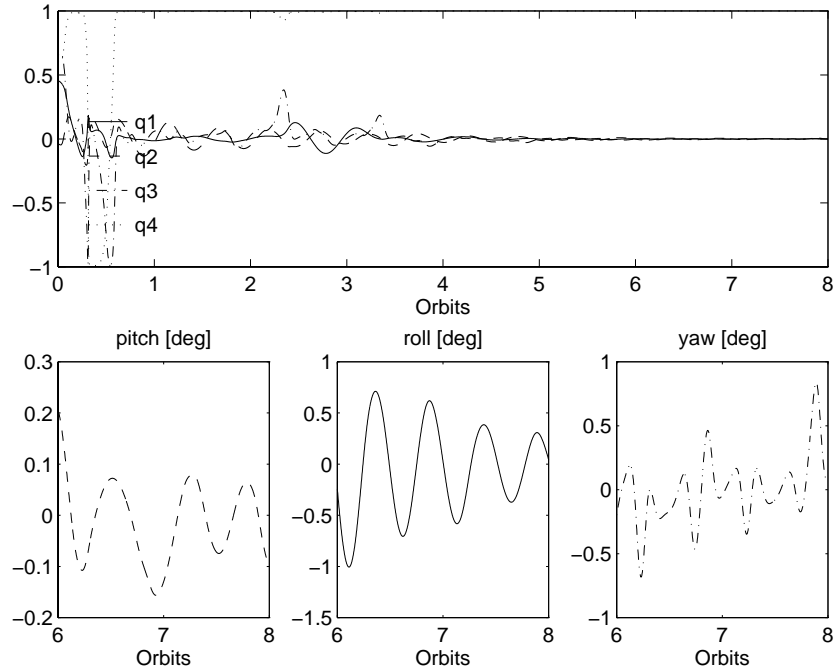 1
0.5
0
−0.5
−1
q1
q2
q3
q4
0 1 2 3 4 5 6 7 8
Orbits
pitch [deg]
0.3
0.2
0.1
0
−0.1
−0.2
6 7 8
Orbits
roll [deg]
1
0.5
0
−0.5
−1
−1.5
6 7 8
Orbits
yaw [deg]
1
0.5
0
−0.5
−1
6 7 8
Orbits